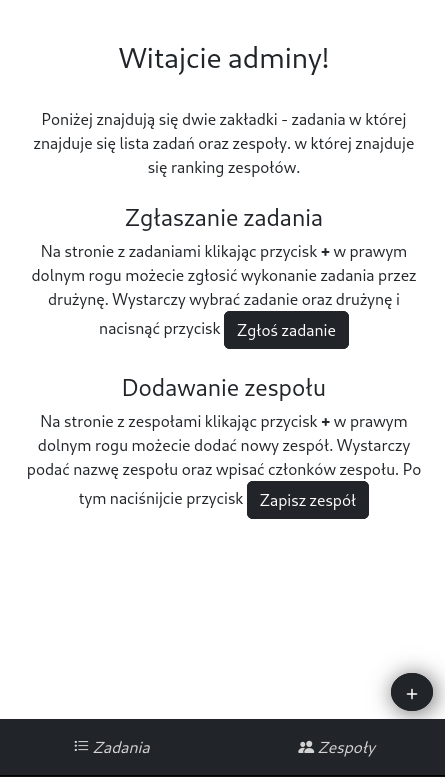 Witajcie adminy!
Poniżej znajdują się dwie zakładki - zadania w której
znajduje się lista zadań oraz zespoły. w której znajduje
się ranking zespołów.
Zgłaszanie zadania
Na stronie z zadaniami klikając przycisk + w prawym
dolnym rogu możecie zgłosić wykonanie zadania przez
drużynę. Wystarczy wybrać zadanie oraz drużynę i
nacisnąć przycisk Zgłoś zadanie
Dodawanie zespołu
Na stronie z zespołami klikając przycisk + w prawym
dolnym rogu możecie dodać nowy zespół. Wystarczy
podać nazwę zespołu oraz wpisać członków zespołu. Po
tym naciśnijcie przycisk Zapisz zespół
+
Zadania Zespoły